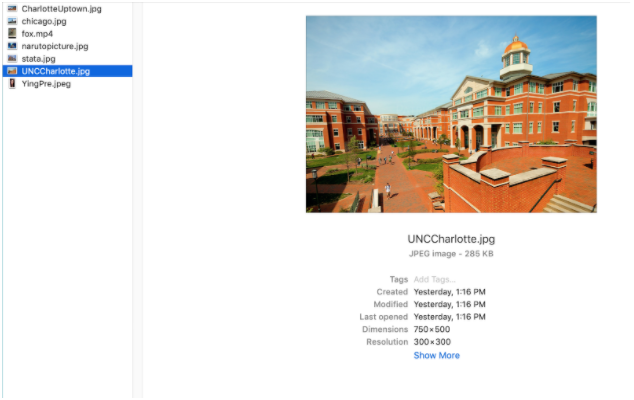 CharlotteUptown.jpg
chicago.jpg
fox.mp4
narutopicture.jpg
stata.jpg
UNCCharlotte.jpg
YingPre.jpeg
UNCCharlotte.jpg
JPEG image - 285 KB
Tags Add Tags...
Created Yesterday, 1:16 PM
Modified Yesterday, 1:16 PM
Last opened Yesterday, 1:16 PM
Dimensions 750×500
Resolution 300×300
Show More